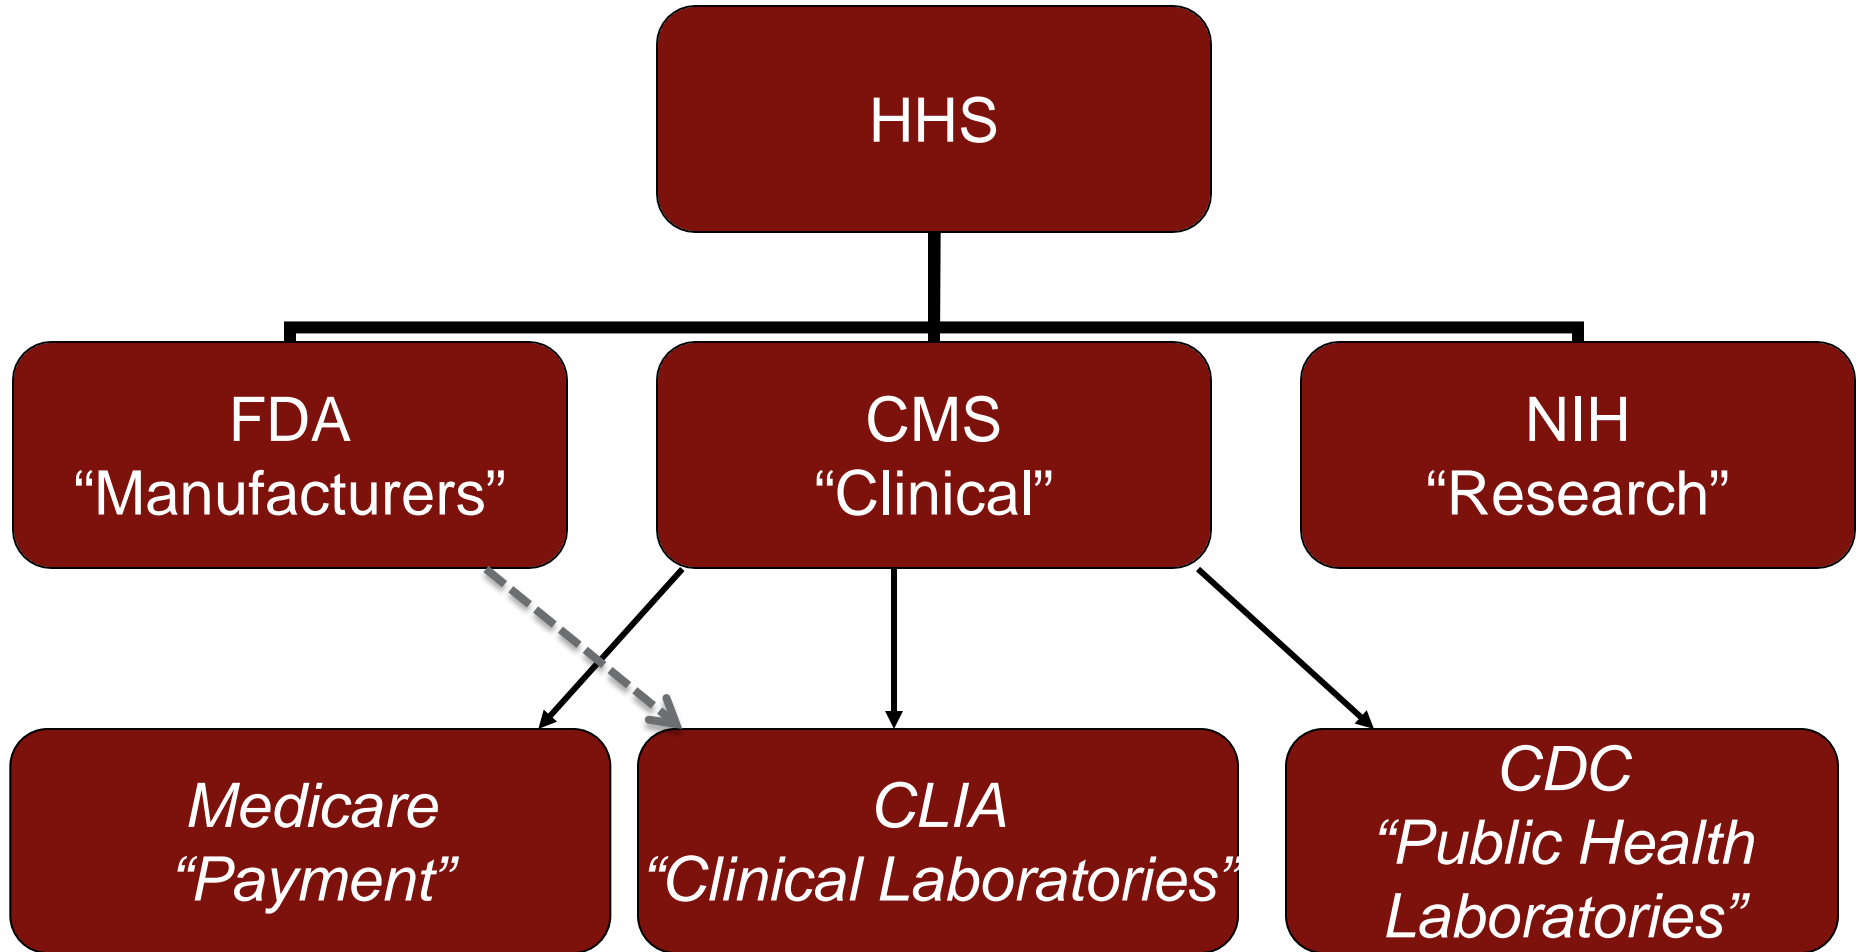 HHS
FDA
“Manufacturers”
CMS
“Clinical”
NIH
“Research”
Medicare
“Payment”
CLIA
“Clinical Laboratories”
CDC
“Public Health
Laboratories”